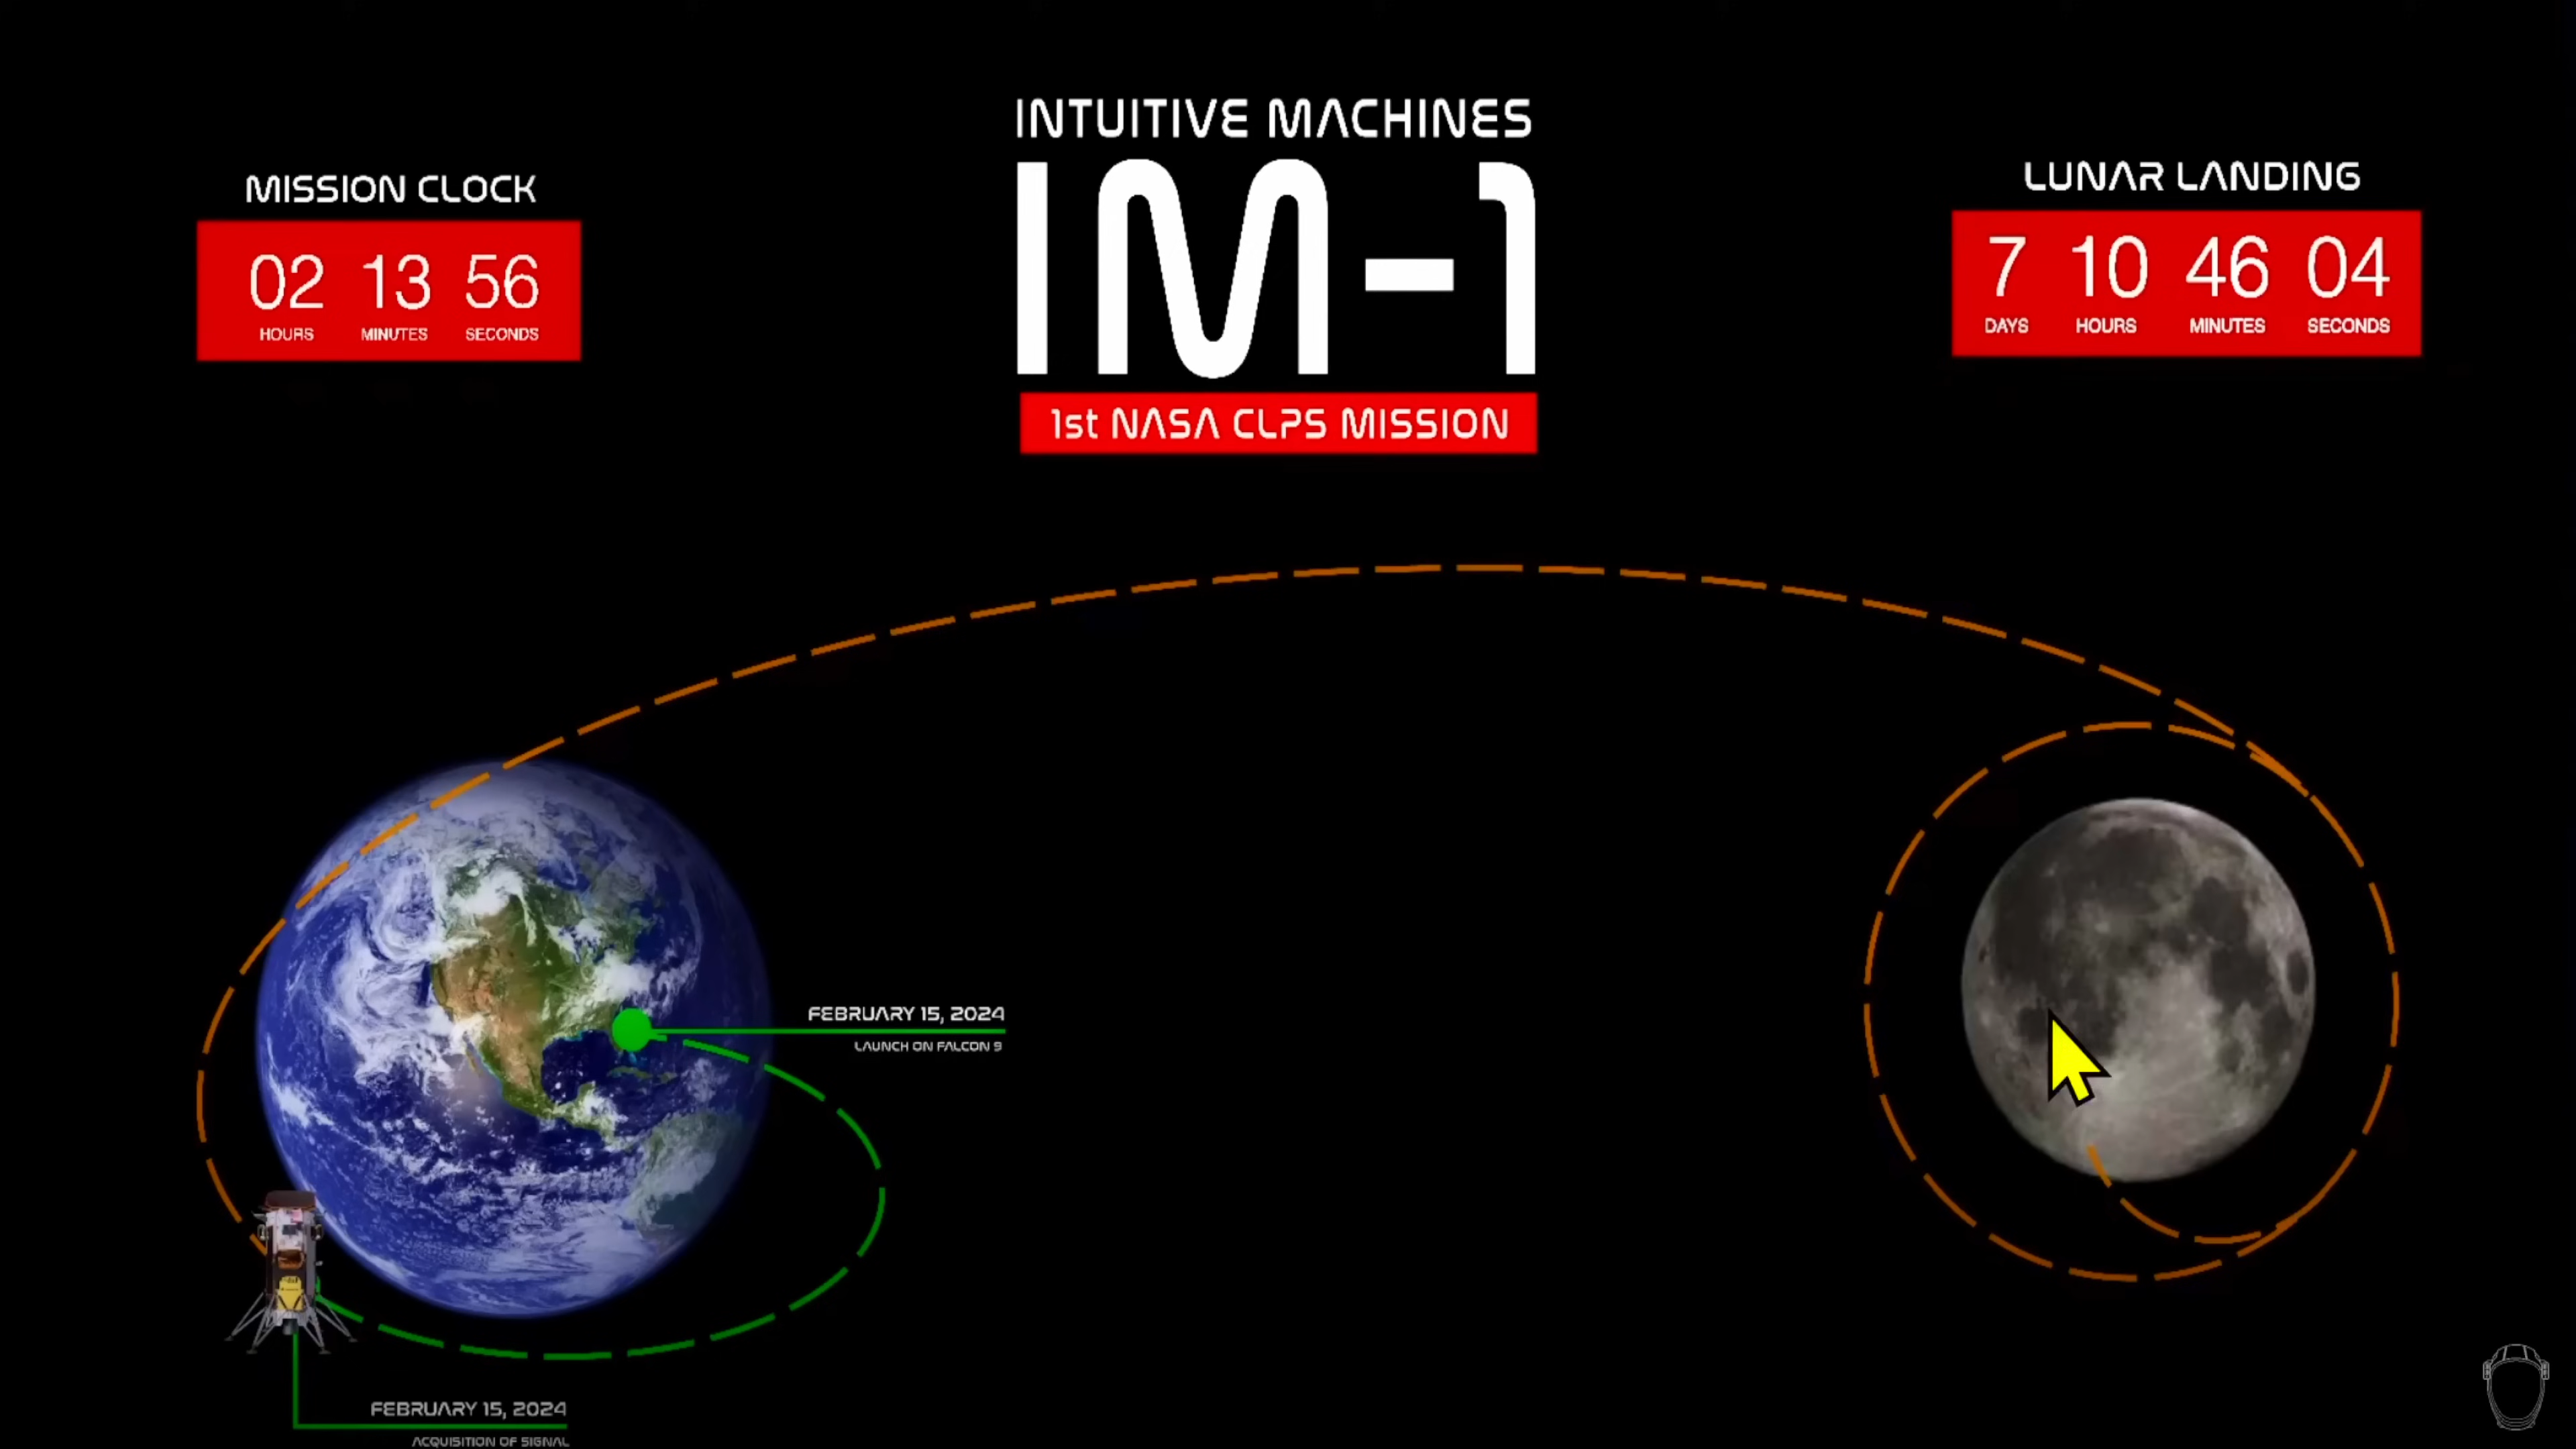 INTUITIVE MACHINES
IM-1
1st NASA CLPS MISSION
MISSION CLOCK
02 13 56
HOURS MINUTES SECONDS
LUNAR LANDING
7 10 46 04
DAYS HOURS MINUTES SECONDS
FEBRUARY 15, 2024
LAUNCH ON FALCON 9
FEBRUARY 15, 2024
ACQUISITION OF SIGNAL